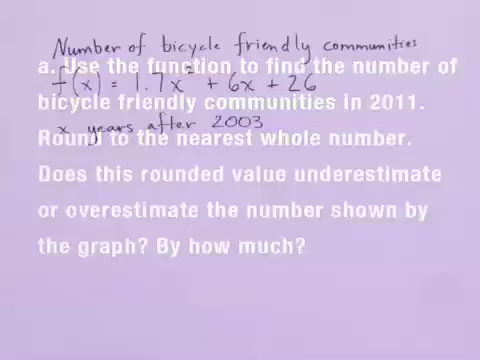 Number of bicycle friendly communities
a. Use the function to find the number of
f(x) = 1.7x² + 6x + 26
bicycle friendly communities in 2011.
x years after 2003
Round to the nearest whole number.
Does this rounded value underestimate
or overestimate the number shown by
the graph? By how much?